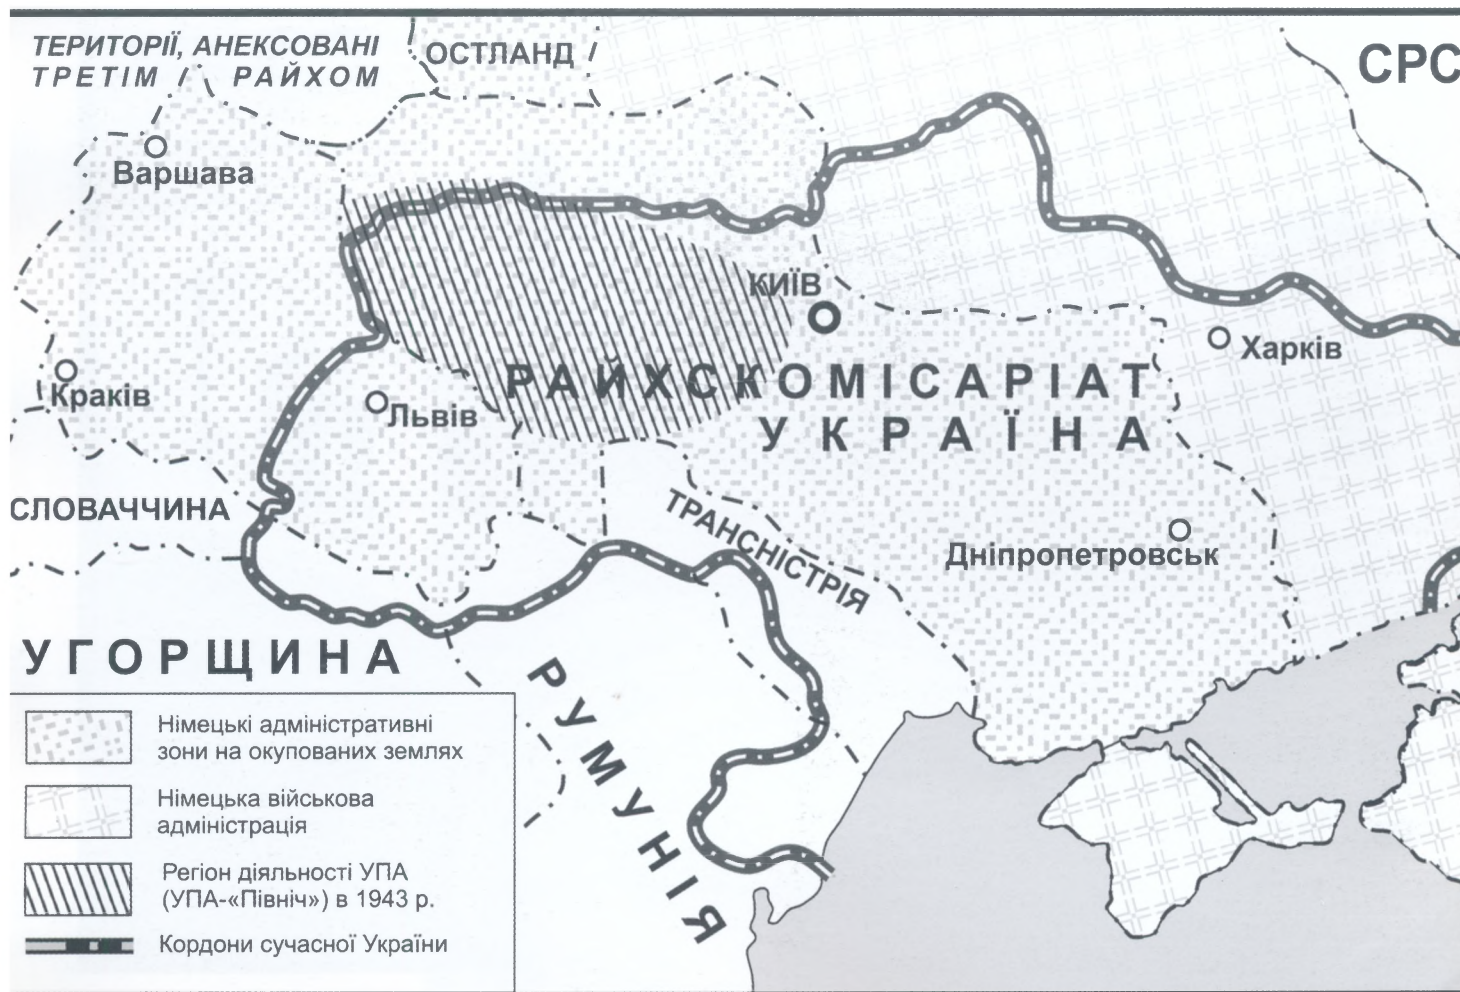 ТЕРИТОРІЇ, АНЕКСОВАНІ
ТРЕТІМ РАЙХОМ
ОСТЛАНД
СРС
Варшава
КИЇВ
Харків
Краків
Львів
РАЙХСКОМІСАРІАТ
УКРАЇНА
СЛОВАЧЧИНА
ТРАНСНІСТРІЯ
Дніпропетровськ
УГОРЩИНА
РУМУНІЯ
Німецькі адміністративні
зони на окупованих землях
Німецька військова
адміністрація
Регіон діяльності УПА
(УПА-«Північ») в 1943 р.
Кордони сучасної України